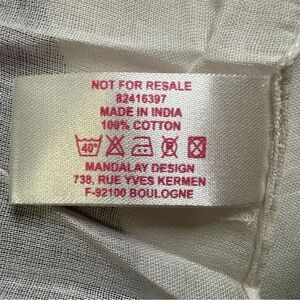 NOT FOR RESALE
82416397
MADE IN INDIA
100% COTTON
40°
MANDALAY DESIGN
738, RUE YVES KERMEN
F-92100 BOULOGNE